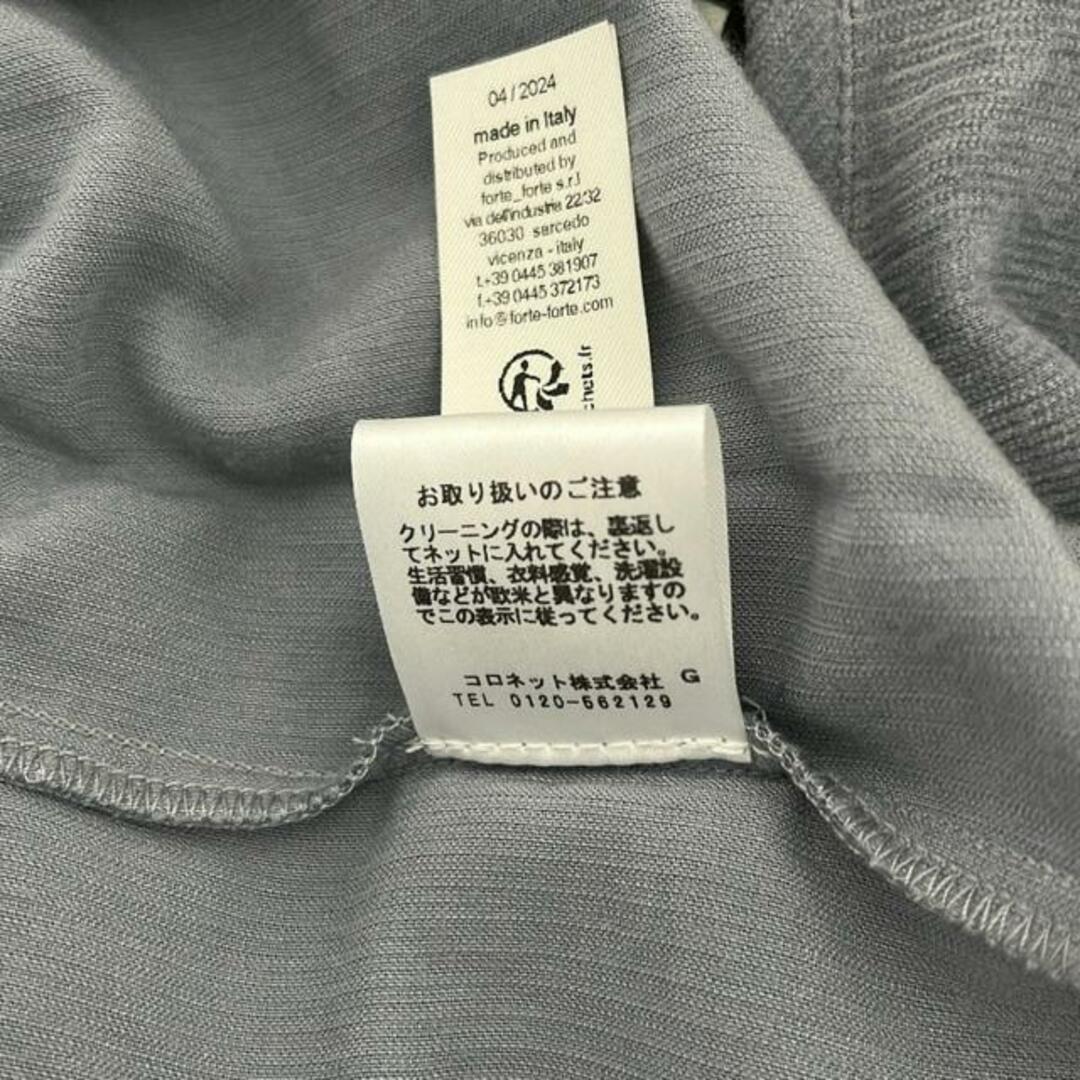 04/2024
made in Italy
Produced and
distributed by
forte_forte s.r.l
via dell'industria 22/32
36030 sarcedo
vicenza - italy
t.+39 0445 381907
f.+39 0445 372173
info@forte-forte.com
chets.fr
お取り扱いのご注意
クリーニングの際は、裏返し
てネットに入れてください。
生活習慣、衣料感覚、洗濯設
備などが欧米と異なりますの
でこの表示に従ってください。
コロネット株式会社 G
TEL 0120-562129